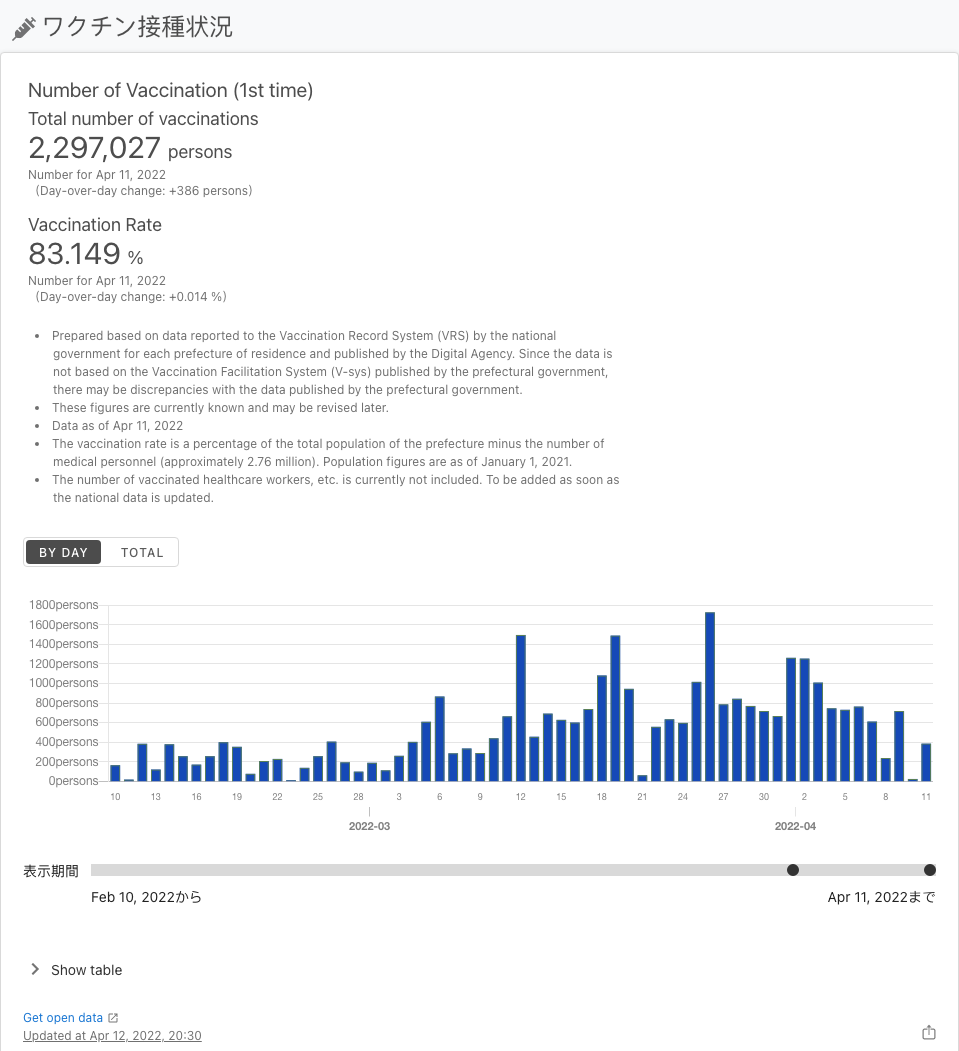 ワクチン接種状況
Number of Vaccination (1st time)
Total number of vaccinations
2,297,027 persons
Number for Apr 11, 2022
(Day-over-day change: +386 persons)
Vaccination Rate
83.149 %
Number for Apr 11, 2022
(Day-over-day change: +0.014 %)
• Prepared based on data reported to the Vaccination Record System (VRS) by the national
government for each prefecture of residence and published by the Digital Agency. Since the data is
not based on the Vaccination Facilitation System (V-sys) published by the prefectural government,
there may be discrepancies with the data published by the prefectural government.
• These figures are currently known and may be revised later.
• Data as of Apr 11, 2022
• The vaccination rate is a percentage of the total population of the prefecture minus the number of
medical personnel (approximately 2.76 million). Population figures are as of January 1, 2021.
• The number of vaccinated healthcare workers, etc. is currently not included. To be added as soon as
the national data is updated.
BY DAY TOTAL
1800persons
1600persons
1400persons
1200persons
1000persons
800persons
600persons
400persons
200persons
0persons
10 13 16 19 22 25 28 3 6 9 12 15 18 21 24 27 30 2 5 8 11
2022-03 2022-04
表示期間
Feb 10, 2022から Apr 11, 2022まで
Show table
Get open data
Updated at Apr 12, 2022, 20:30